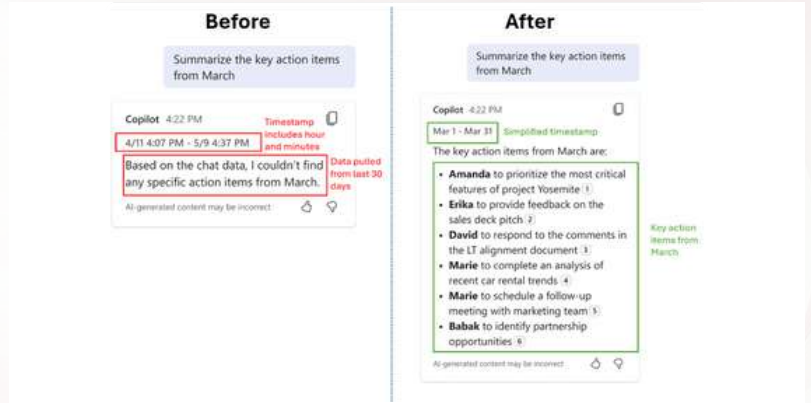 Before
Summarize the key action items
from March
Copilot 4:22 PM
4/11 4:07 PM - 5/9 4:37 PM
Timestamp
includes hour
and minutes
Based on the chat data, I couldn't find
any specific action items from March.
Data pulled
from last 30
days
AI-generated content may be incorrect
After
Summarize the key action items
from March
Copilot 4:22 PM
Mar 1 - Mar 31
Simplified timestamp
The key action items from March are:
• Amanda to prioritize the most critical
features of project Yosemite 1
• Erika to provide feedback on the
sales deck pitch 2
• David to respond to the comments in
the LT alignment document 3
• Marie to complete an analysis of
recent car rental trends 4
• Marie to schedule a follow-up
meeting with marketing team 5
• Babak to identify partnership
opportunities 6
Key action
items from
March
AI-generated content may be incorrect